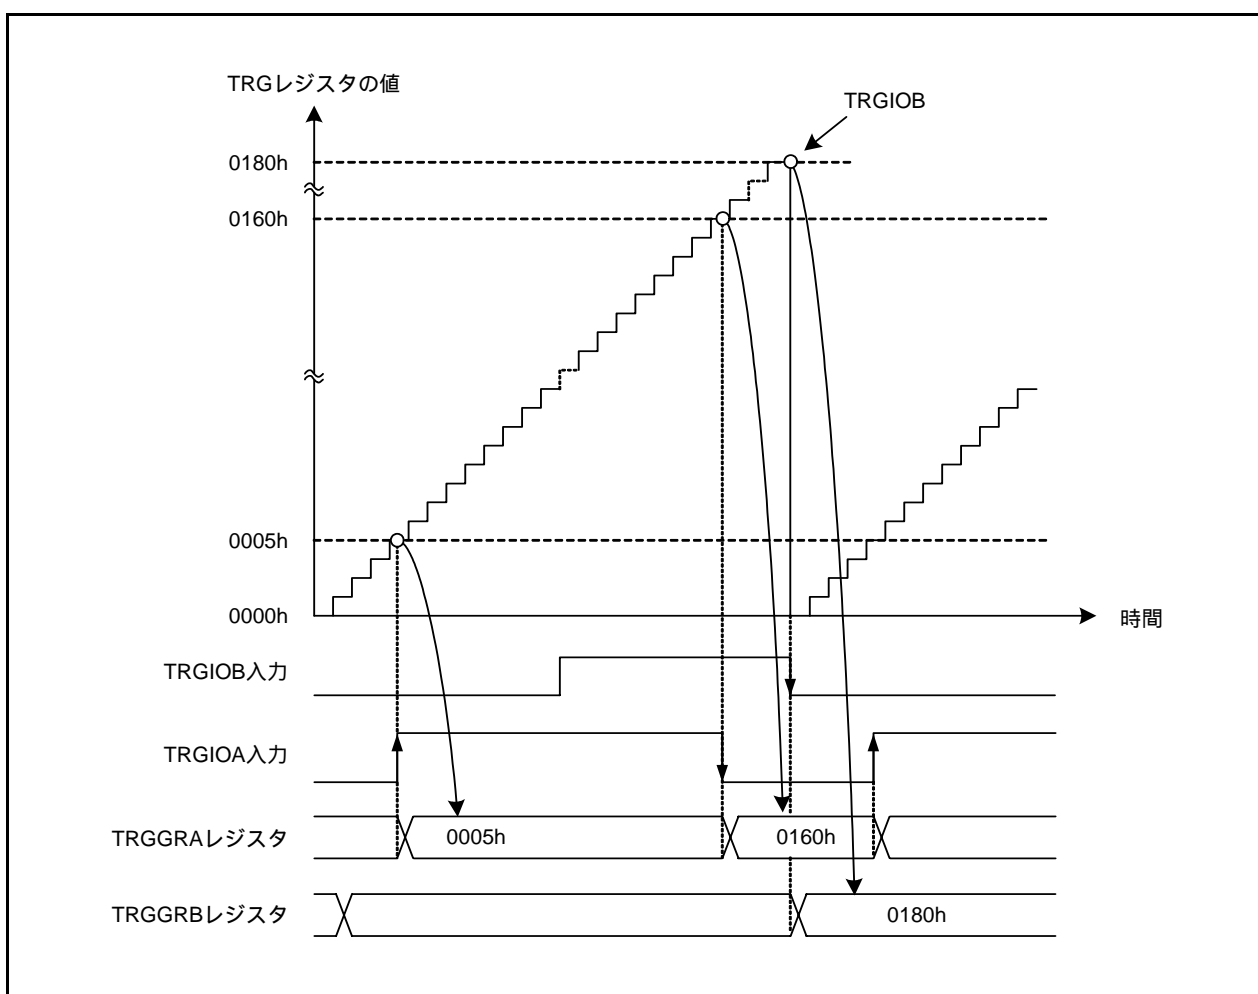 TRGレジスタの値
TRGIOB
0180h
0160h
0005h
0000h
時間
TRGIOB入力
TRGIOA入力
TRGGRAレジスタ
0005h
0160h
TRGGRBレジスタ
0180h